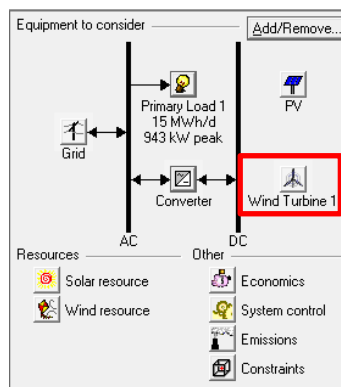 Equipment to consider
Add/Remove...
Primary Load 1
15 MWh/d
943 kW peak
PV
Grid
Converter
Wind Turbine 1
AC
DC
Resources
Other
Solar resource
Economics
Wind resource
System control
Emissions
Constraints